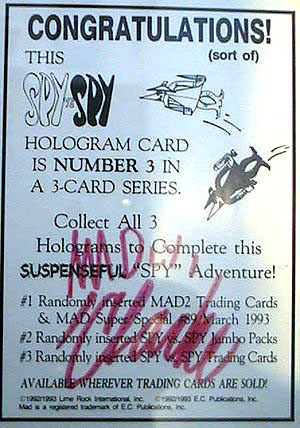 CONGRATULATIONS!
THIS (sort of)
SPY vs SPY
HOLOGRAM CARD
IS NUMBER 3 IN
A 3-CARD SERIES.
Collect All 3
Holograms to Complete this
SUSPENSEFUL "SPY" Adventure!
#1 Randomly inserted MAD2 Trading Cards
& MAD Super Special #89, March 1993
#2 Randomly inserted SPY vs. SPY Jumbo Packs
#3 Randomly inserted SPY vs. SPY Trading Cards
AVAILABLE WHEREVER TRADING CARDS ARE SOLD!
©1992/1993 Lime Rock International, Inc. ©1992/1993 E.C. Publications, Inc.
Mad is a registered trademark of E.C. Publications, Inc.
MAD